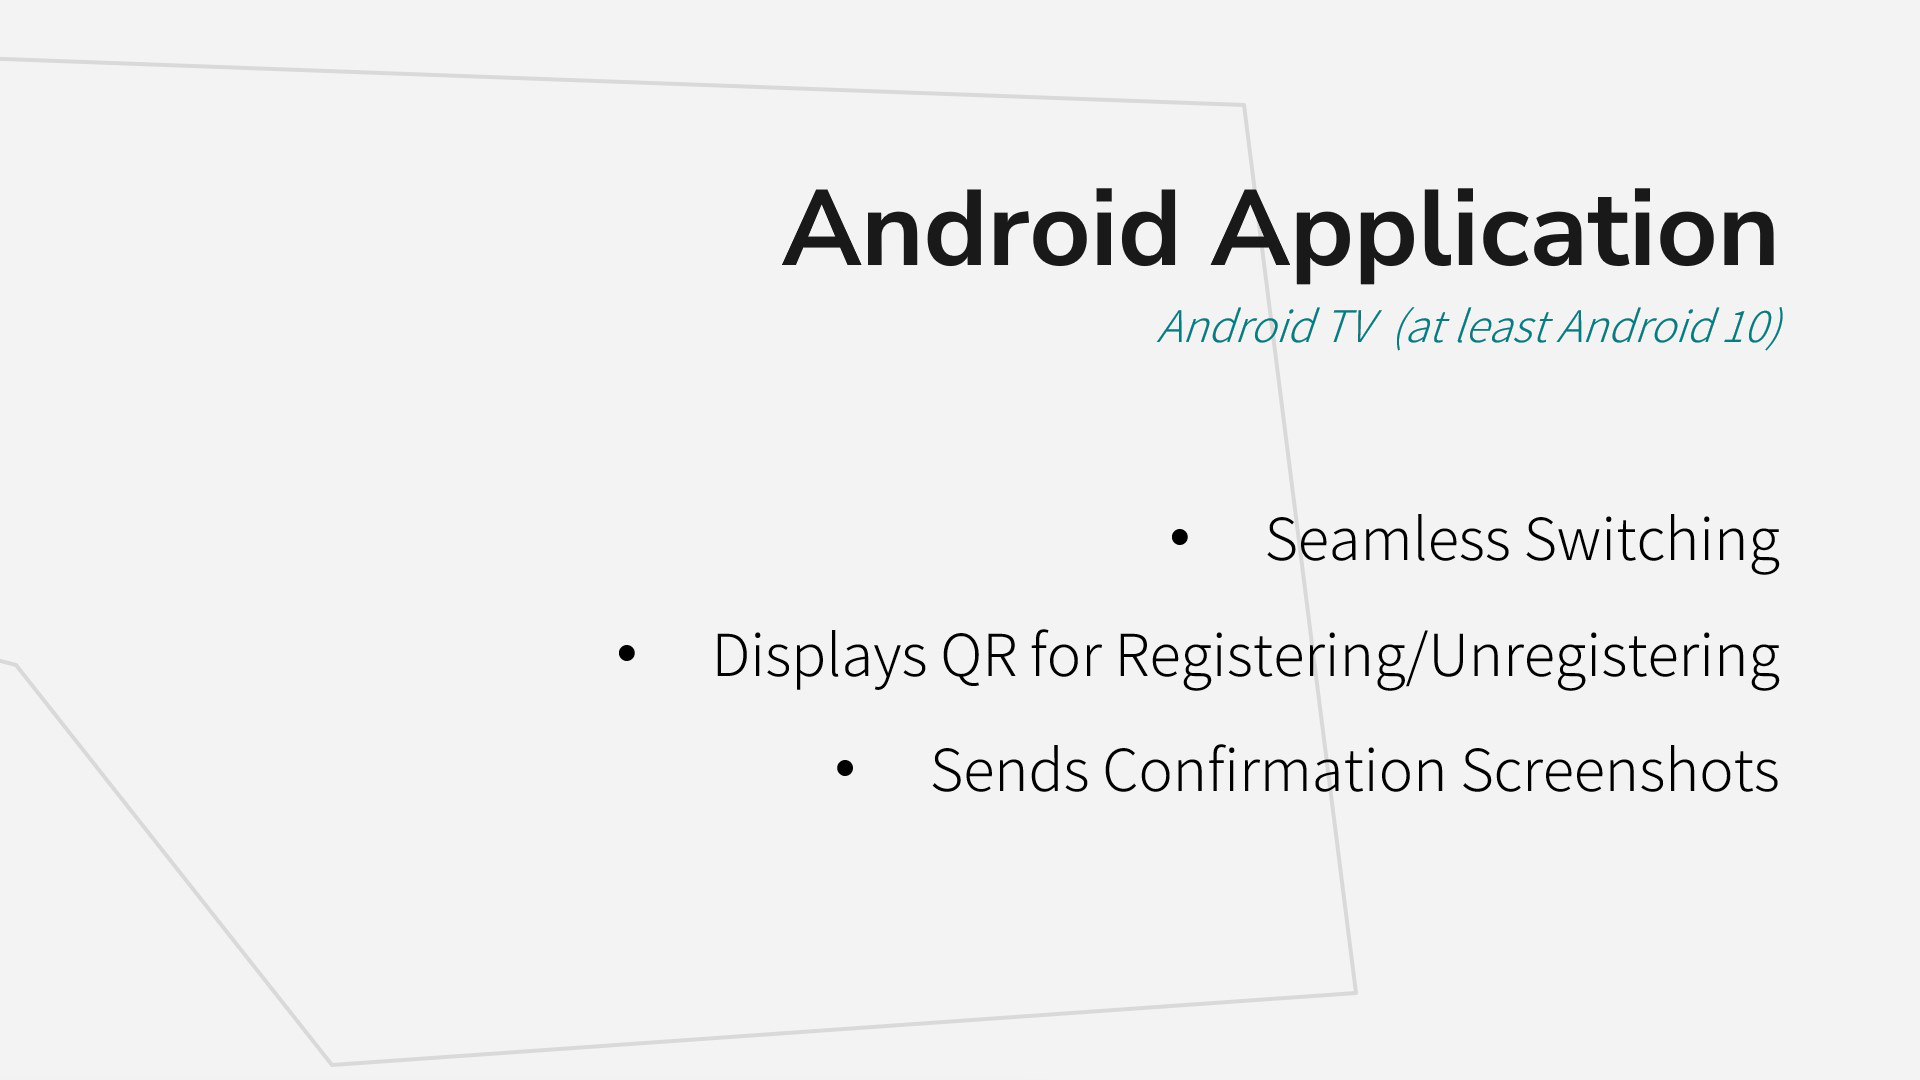 Android Application
Android TV (at least Android 10)
• Seamless Switching
• Displays QR for Registering/Unregistering
• Sends Confirmation Screenshots